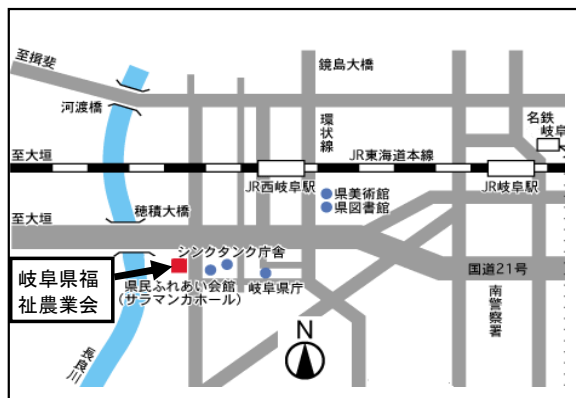 至揖斐
鏡島大橋
河渡橋
環状線
名鉄
岐阜
至大垣
JR東海道本線
JR西岐阜駅
JR岐阜駅
県美術館
県図書館
穂積大橋
至大垣
シンクタンク庁舎
岐阜県福
祉農業会
県民ふれあい会館
(サラマンカホール)
岐阜県庁
国道21号
南警察署
長良川
N